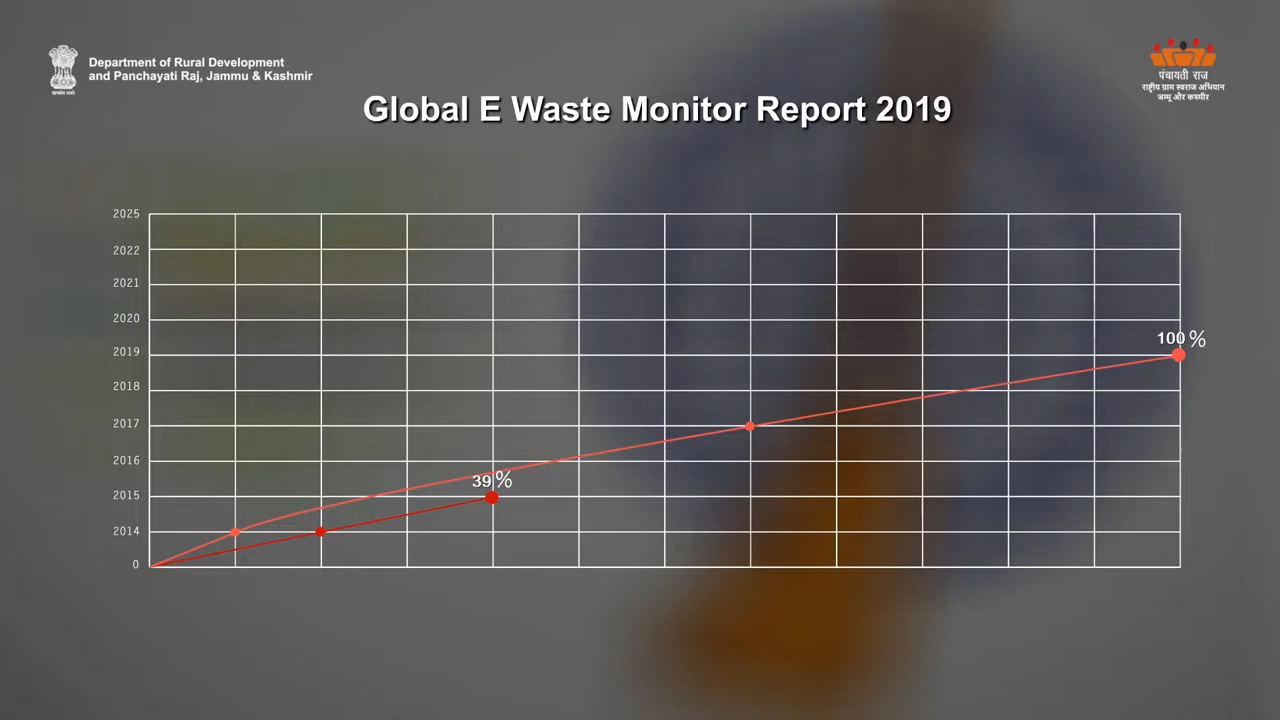 Department of Rural Development
and Panchayati Raj, Jammu & Kashmir
पंचायती राज
राष्ट्रीय ग्राम स्वराज अभियान
जम्मू और कश्मीर
Global E Waste Monitor Report 2019
2025
2022
2021
2020
2019
2018
2017
2016
2015
2014
0
100 %
39 %